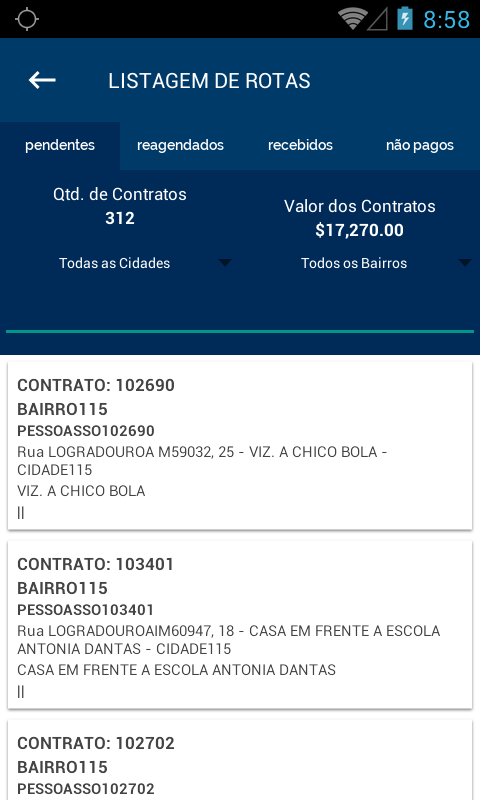 8:58
LISTAGEM DE ROTAS
pendentes
reagendados
recebidos
não pagos
Qtd. de Contratos
312
Valor dos Contratos
$17,270.00
Todas as Cidades
Todos os Bairros
CONTRATO: 102690
BAIRRO115
PESSOASSO102690
Rua LOGRADOUROA M59032, 25 - VIZ. A CHICO BOLA -
CIDADE115
VIZ. A CHICO BOLA
||
CONTRATO: 103401
BAIRRO115
PESSOASSO103401
Rua LOGRADOUROAIM60947, 18 - CASA EM FRENTE A ESCOLA
ANTONIA DANTAS - CIDADE115
CASA EM FRENTE A ESCOLA ANTONIA DANTAS
||
CONTRATO: 102702
BAIRRO115
PESSOASSO102702